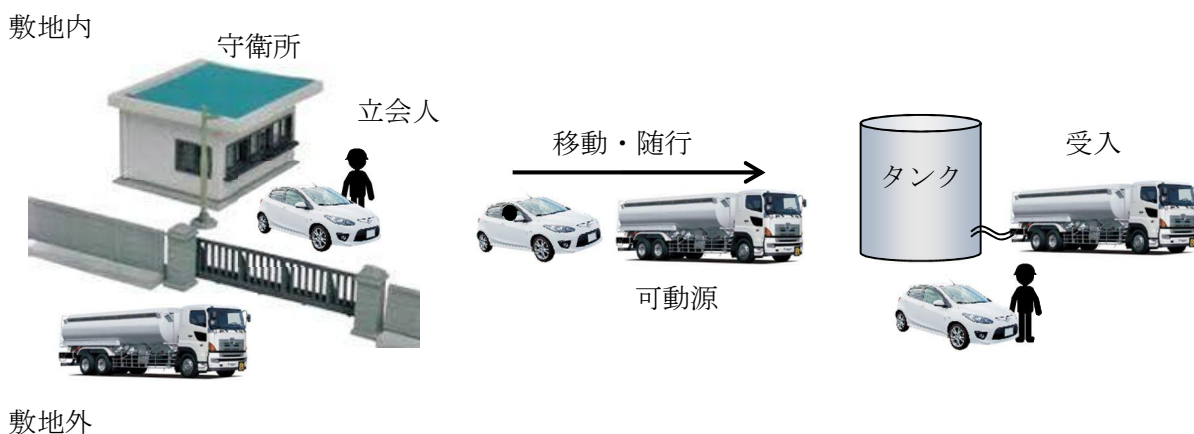 敷地内
守衛所
立会人
移動・随行
可動源
タンク
受入
敷地外